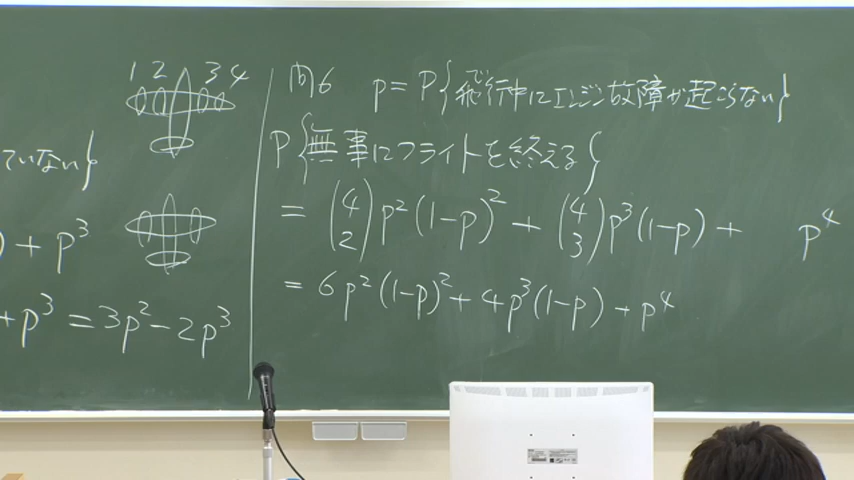 ていない}
) + p³
+ p³ = 3p² − 2p³
1 2 3 4
問6 p = P{飛行中にエンジン故障が起こらない}
P{無事にフライトを終える}
= (4 2) p² (1−p)² + (4 3) p³ (1−p) + p⁴
= 6p² (1−p)² + 4p³ (1−p) + p⁴